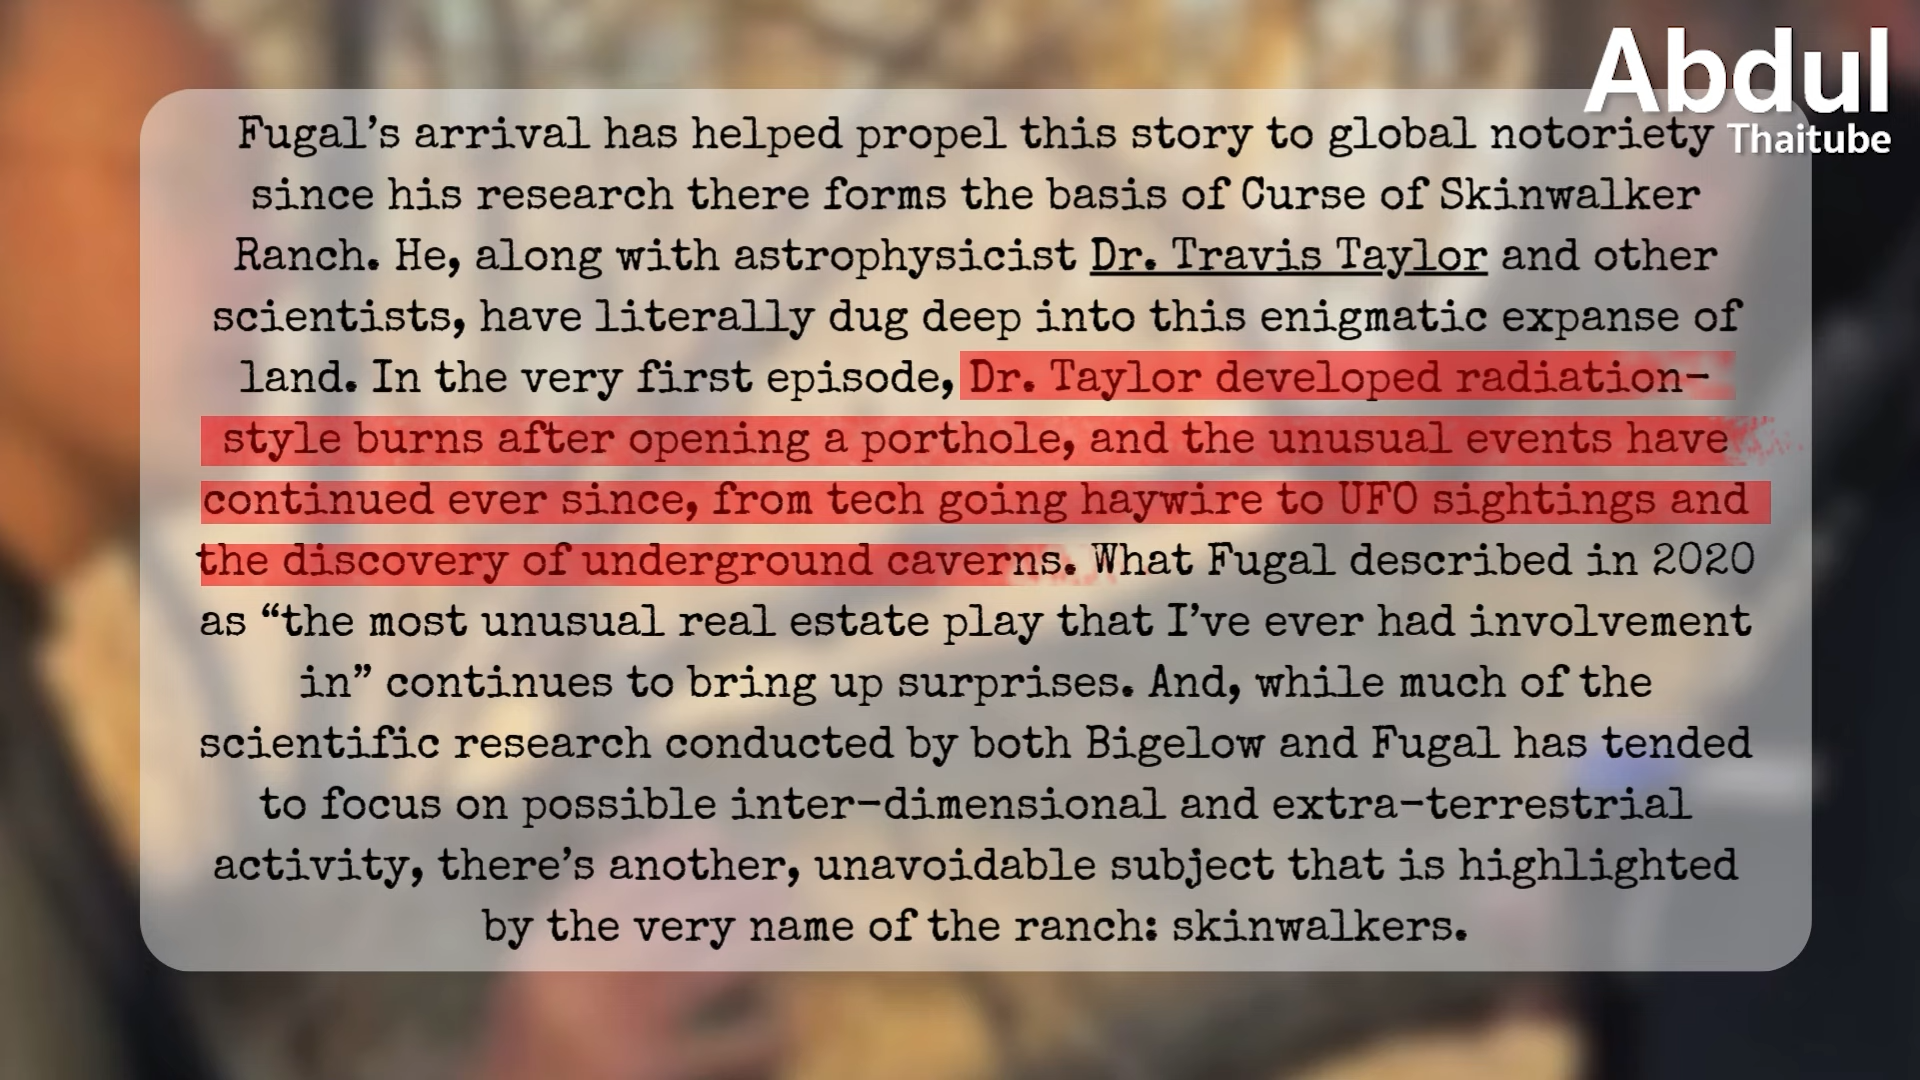 Abdul
Thaitube
Fugal’s arrival has helped propel this story to global notoriety
since his research there forms the basis of Curse of Skinwalker
Ranch. He, along with astrophysicist Dr. Travis Taylor and other
scientists, have literally dug deep into this enigmatic expanse of
land. In the very first episode, Dr. Taylor developed radiation-
style burns after opening a porthole, and the unusual events have
continued ever since, from tech going haywire to UFO sightings and
the discovery of underground caverns. What Fugal described in 2020
as “the most unusual real estate play that I’ve ever had involvement
in” continues to bring up surprises. And, while much of the
scientific research conducted by both Bigelow and Fugal has tended
to focus on possible inter-dimensional and extra-terrestrial
activity, there’s another, unavoidable subject that is highlighted
by the very name of the ranch: skinwalkers.